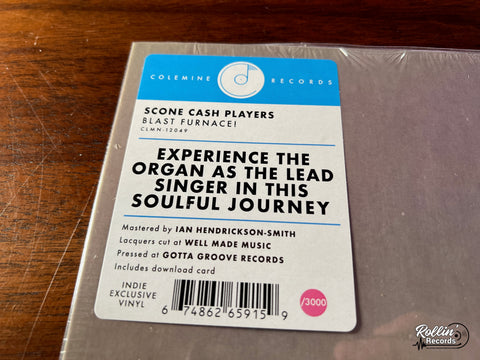 COLEMINE RECORDS
SCONE CASH PLAYERS
BLAST FURNACE!
CLMN-12049
EXPERIENCE THE
ORGAN AS THE LEAD
SINGER IN THIS
SOULFUL JOURNEY
Mastered by IAN HENDRICKSON-SMITH
Lacquers cut at WELL MADE MUSIC
Pressed at GOTTA GROOVE RECORDS
Includes download card
INDIE
EXCLUSIVE
VINYL
/3000
6 74862 65915 9
Rollin'
Records